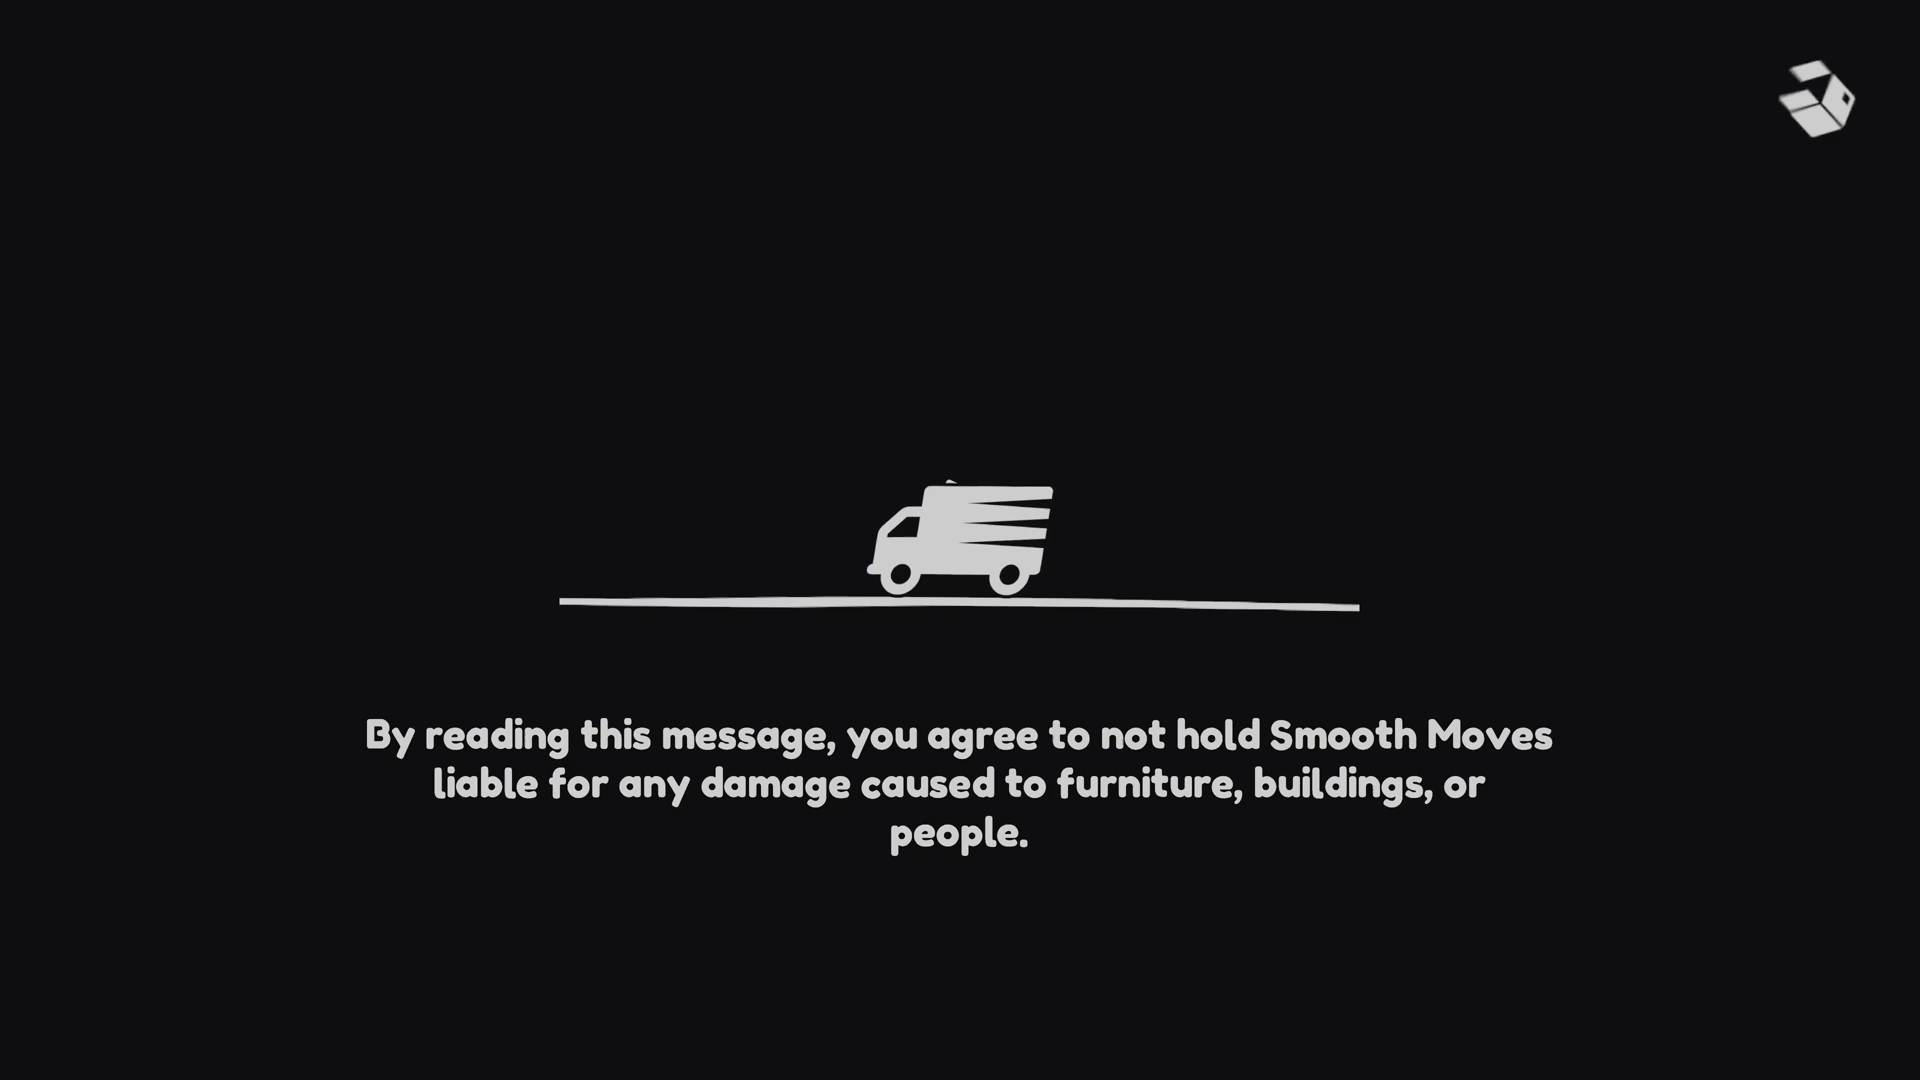 By reading this message, you agree to not hold Smooth Moves
liable for any damage caused to furniture, buildings, or
people.